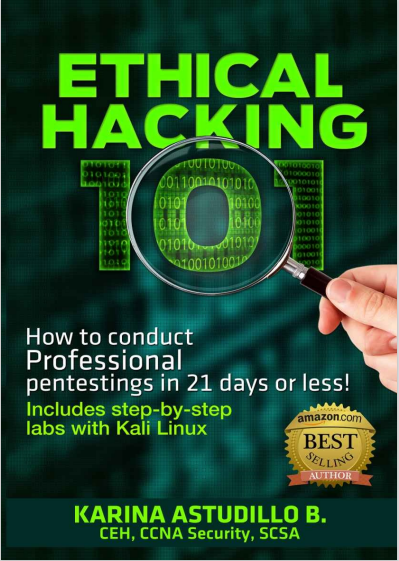 ETHICAL
HACKING
101
How to conduct
Professional
pentestings in 21 days or less!
Includes step-by-step
labs with Kali Linux
amazon.com
BEST
SELLING
AUTHOR
KARINA ASTUDILLO B.
CEH, CCNA Security, SCSA